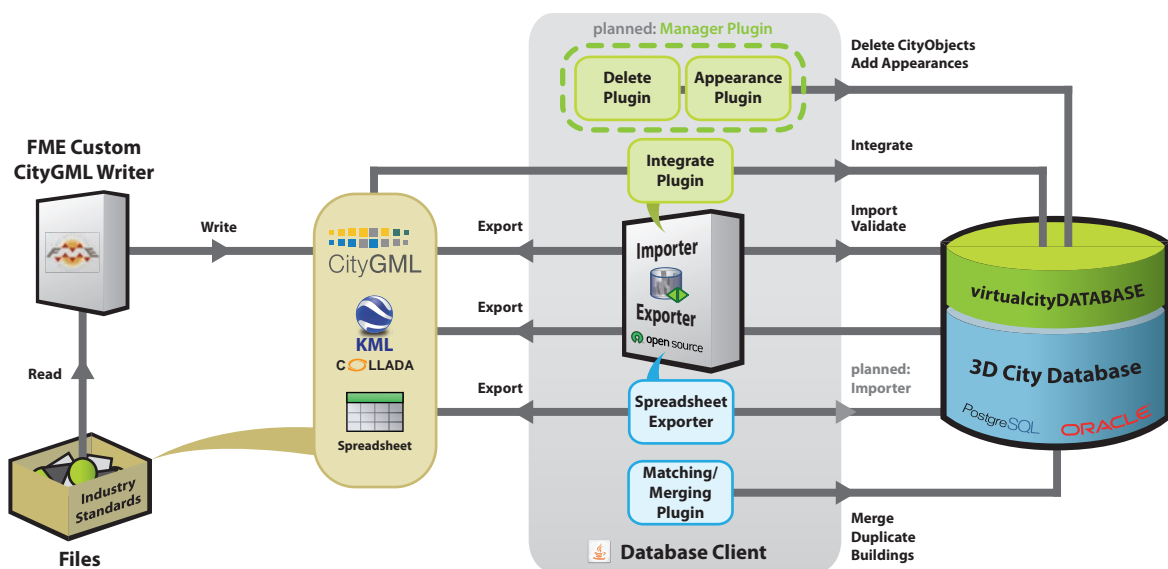 planned: Manager Plugin
Delete
Plugin
Appearance
Plugin
Delete CityObjects
Add Appearances
FME Custom
CityGML Writer
Integrate
Plugin
Integrate
Write
CityGML
Export
Importer
Exporter
open source
Import
Validate
virtualcityDATABASE
KML
COLLADA
Export
Read
3D City Database
PostgreSQL
ORACLE
Export
Spreadsheet
Exporter
planned:
Importer
Spreadsheet
Industry
Standards
Files
Matching/
Merging
Plugin
Merge
Duplicate
Buildings
Database Client
FME